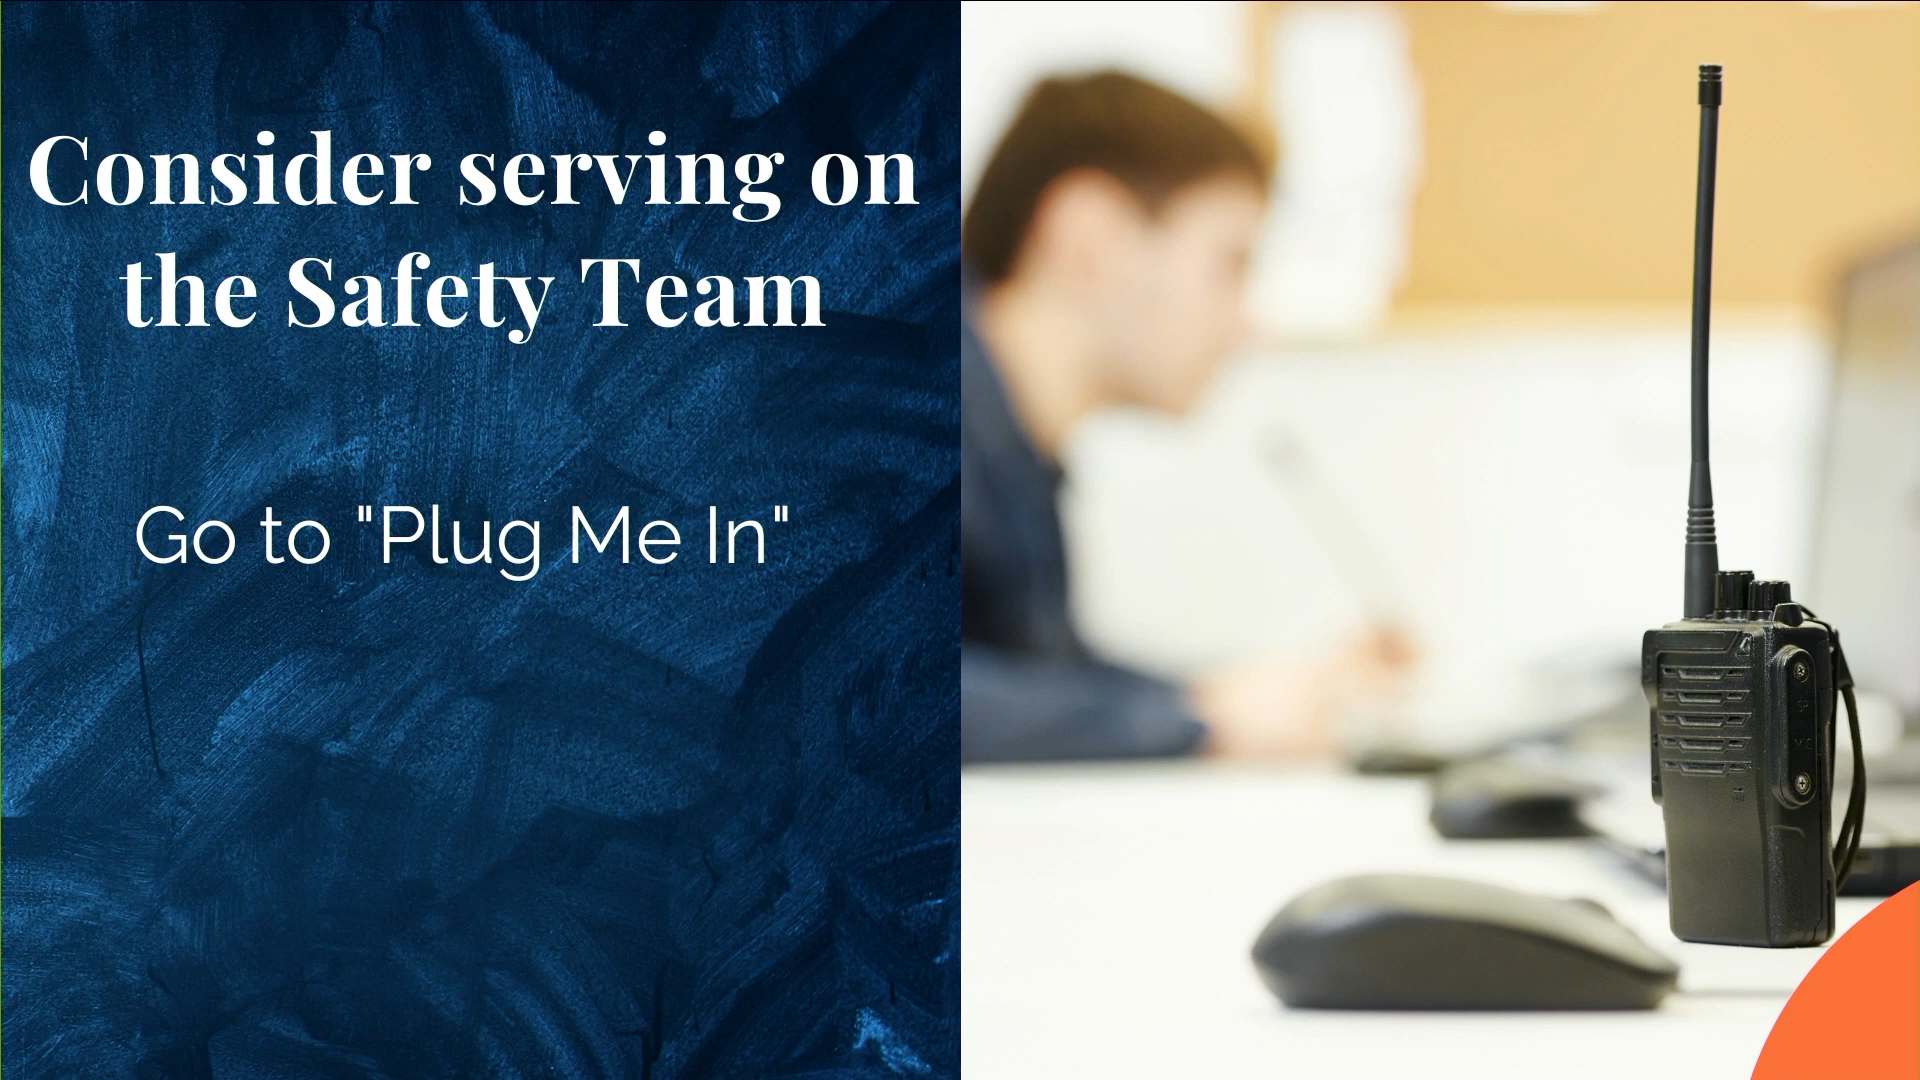 Consider serving on
the Safety Team
Go to "Plug Me In"